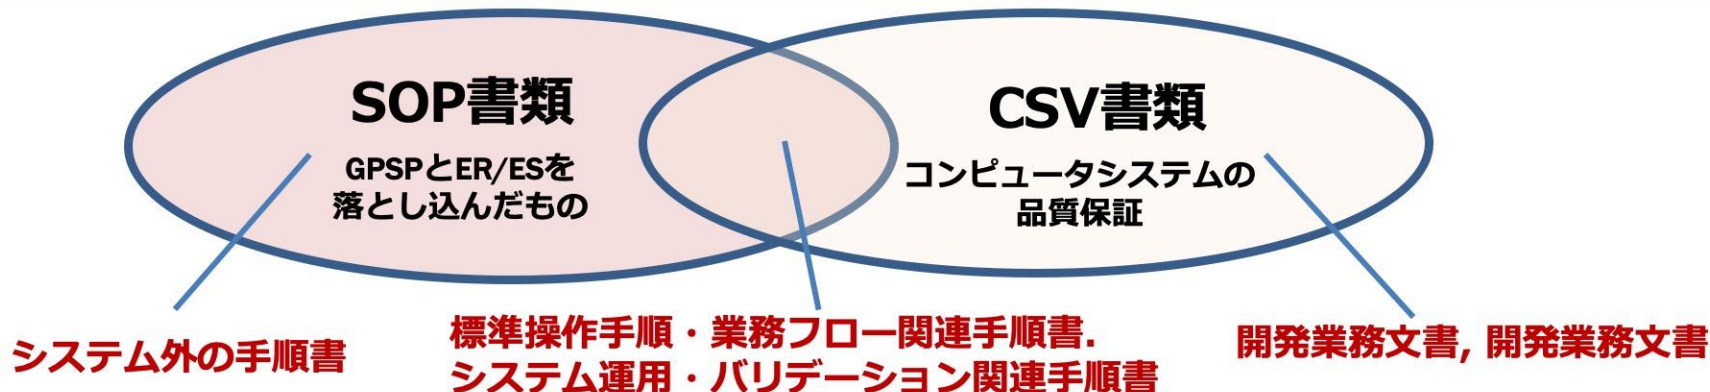 SOP書類
GPSPとER/ESを
落とし込んだもの
CSV書類
コンピュータシステムの
品質保証
システム外の手順書
標準操作手順・業務フロー関連手順書.
システム運用・バリデーション関連手順書
開発業務文書, 開発業務文書